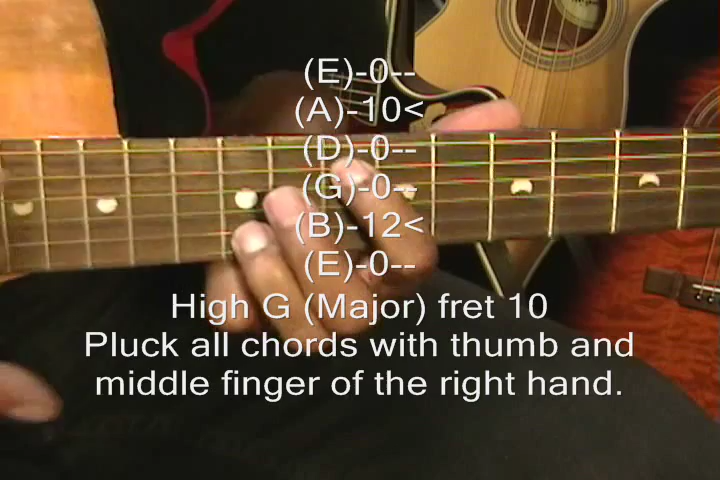 (E)-0--
(A)-10<
(D)-0--
(G)-0--
(B)-12<
(E)-0--
High G (Major) fret 10
Pluck all chords with thumb and
middle finger of the right hand.